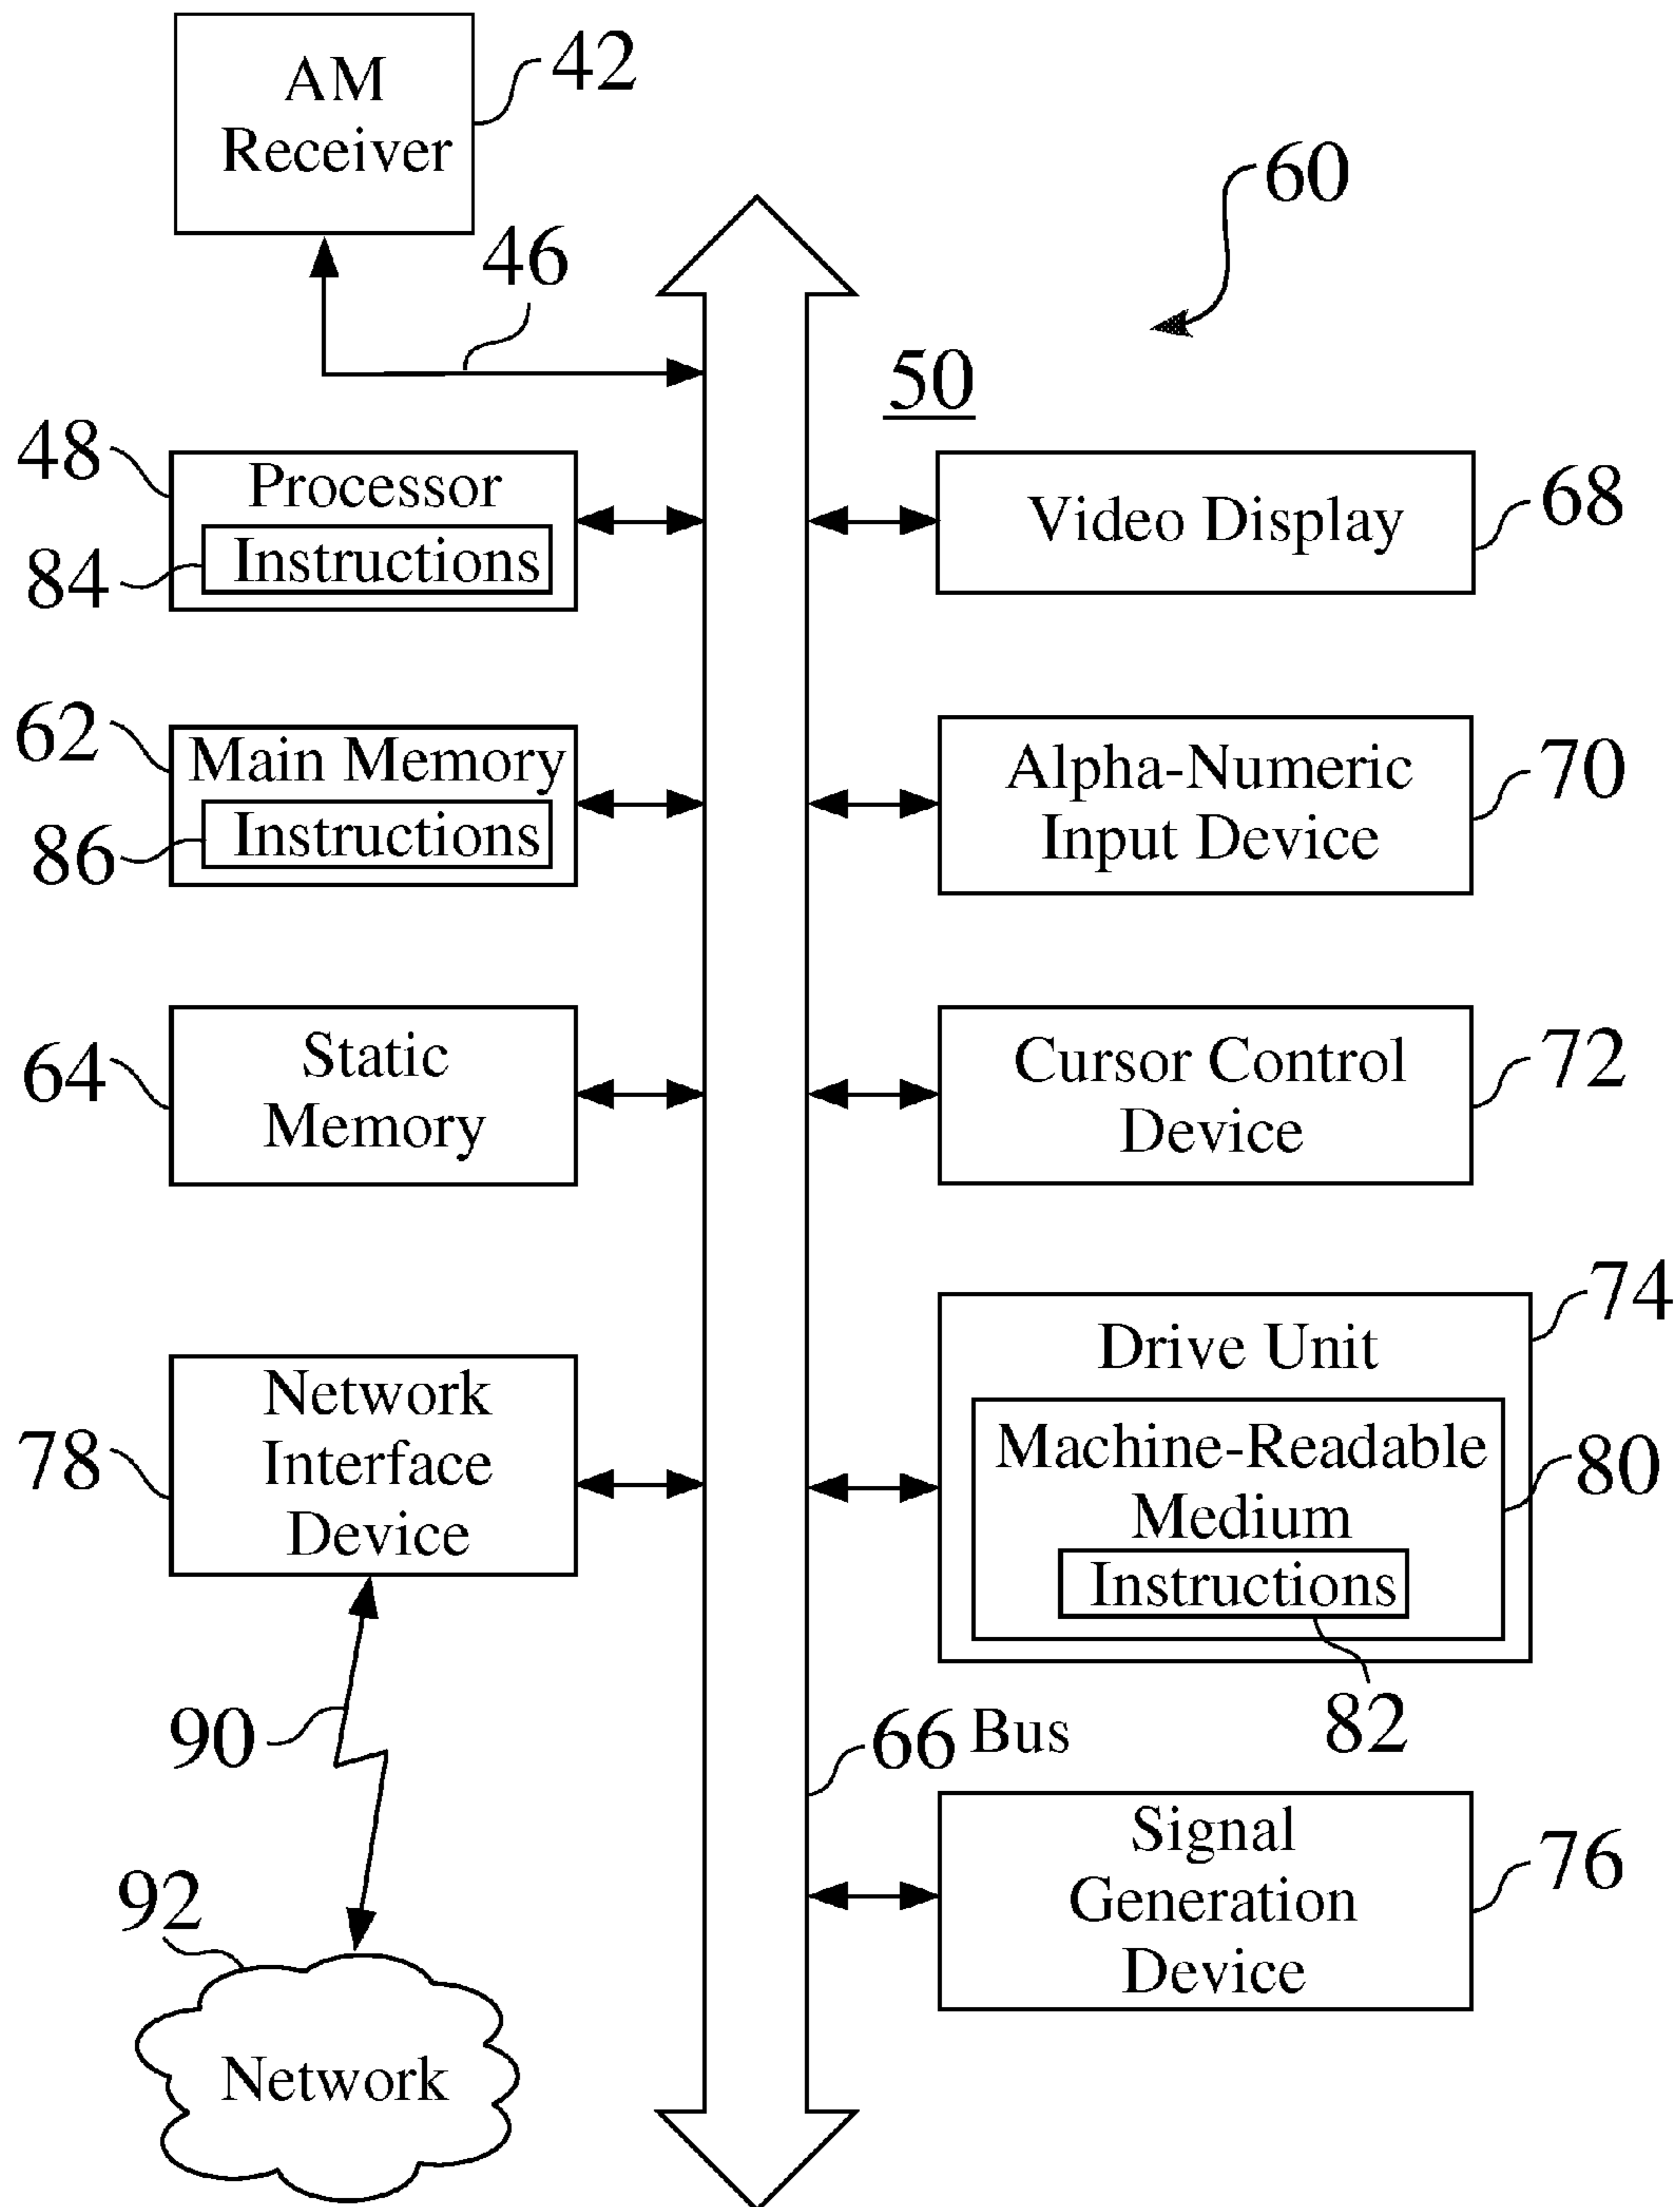 AM
Receiver
42
60
46
50
48
Processor
84
Instructions
Video Display
68
62
Main Memory
86
Instructions
Alpha-Numeric
Input Device
70
64
Static
Memory
Cursor Control
Device
72
78
Network
Interface
Device
74
Drive Unit
Machine-Readable
Medium
80
Instructions
82
90
66 Bus
92
Network
Signal
Generation
Device
76